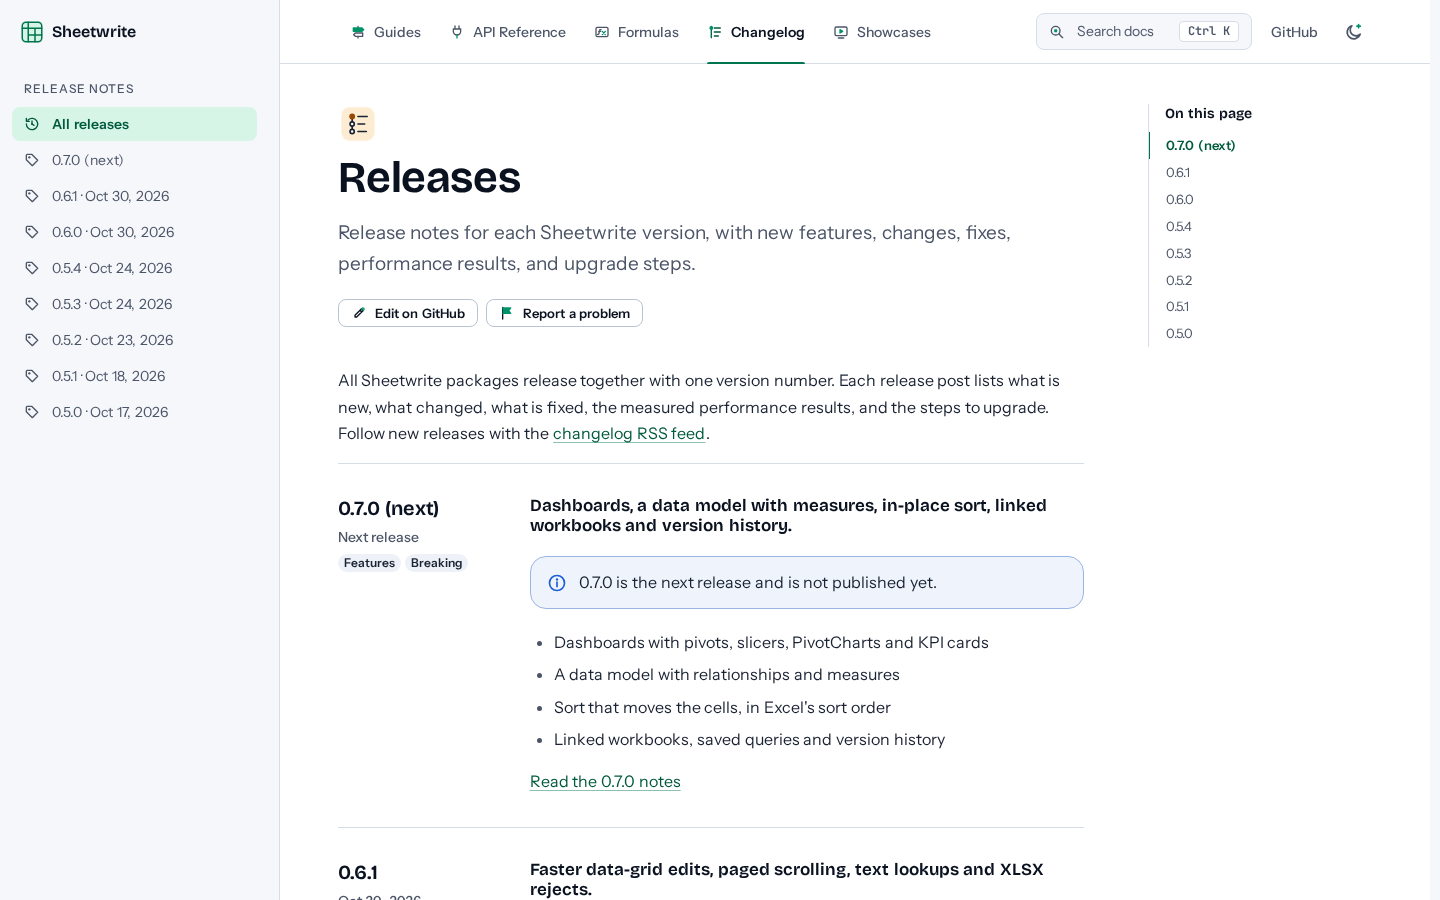 Sheetwrite
Guides
API Reference
Formulas
Changelog
Showcases
Search docs
Ctrl K
GitHub
RELEASE NOTES
All releases
0.7.0 (next)
0.6.1 · Oct 30, 2026
0.6.0 · Oct 30, 2026
0.5.4 · Oct 24, 2026
0.5.3 · Oct 24, 2026
0.5.2 · Oct 23, 2026
0.5.1 · Oct 18, 2026
0.5.0 · Oct 17, 2026
Releases
Release notes for each Sheetwrite version, with new features, changes, fixes,
performance results, and upgrade steps.
Edit on GitHub
Report a problem
All Sheetwrite packages release together with one version number. Each release post lists what is
new, what changed, what is fixed, the measured performance results, and the steps to upgrade.
Follow new releases with the changelog RSS feed.
0.7.0 (next)
Next release
Features
Breaking
Dashboards, a data model with measures, in-place sort, linked
workbooks and version history.
0.7.0 is the next release and is not published yet.
• Dashboards with pivots, slicers, PivotCharts and KPI cards
• A data model with relationships and measures
• Sort that moves the cells, in Excel's sort order
• Linked workbooks, saved queries and version history
Read the 0.7.0 notes
0.6.1
Oct 30, 2026
Faster data-grid edits, paged scrolling, text lookups and XLSX
rejects.
On this page
0.7.0 (next)
0.6.1
0.6.0
0.5.4
0.5.3
0.5.2
0.5.1
0.5.0